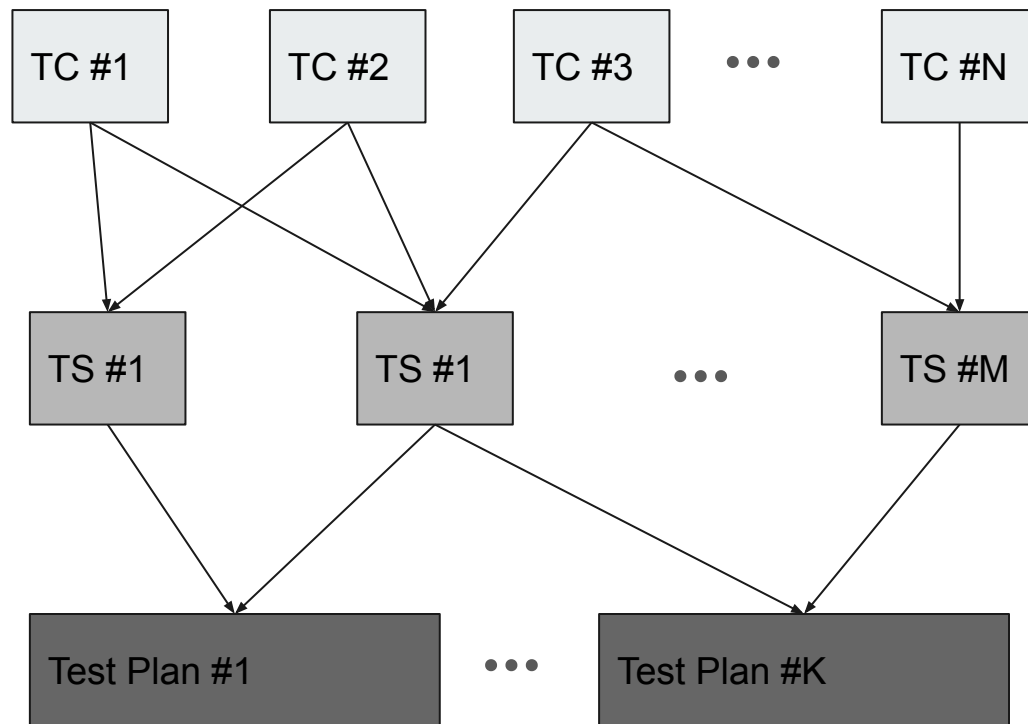 TC #1
TC #2
TC #3
•••
TC #N
TS #1
TS #1
•••
TS #M
Test Plan #1
•••
Test Plan #K